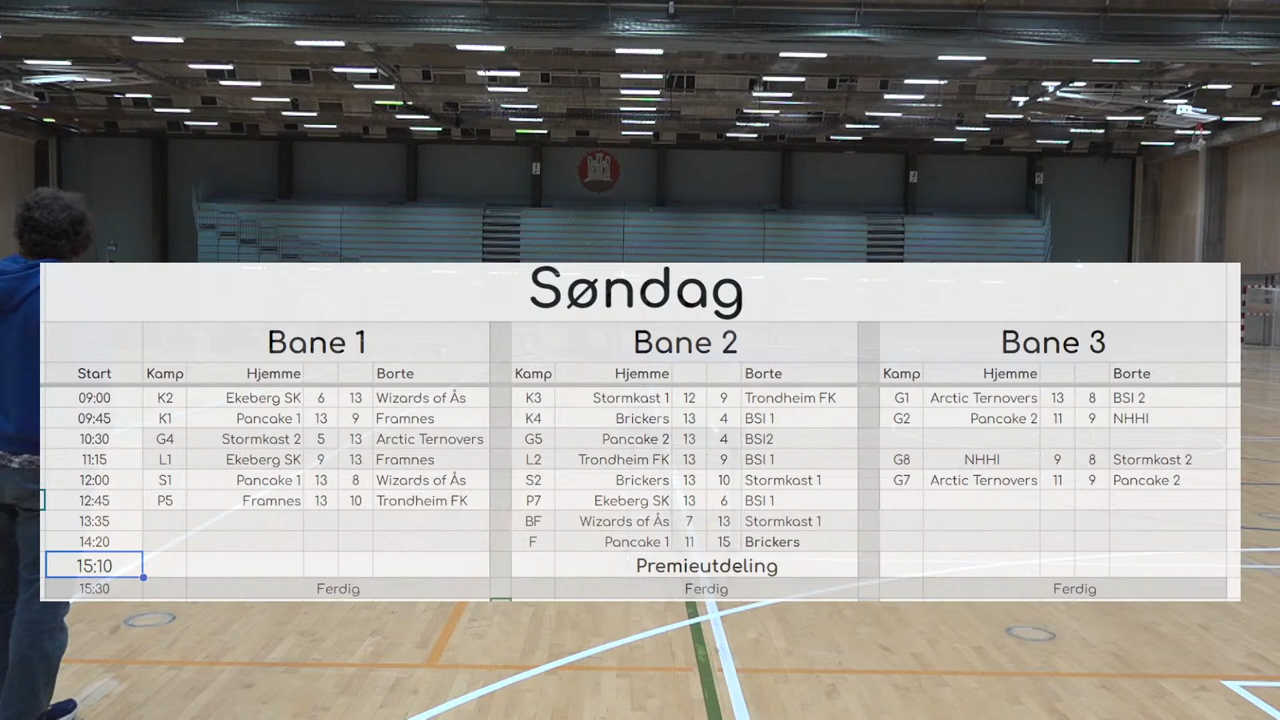 Søndag
Bane 1 Bane 2 Bane 3
Start Kamp Hjemme Borte Kamp Hjemme Borte Kamp Hjemme Borte
09:00 K2 Ekeberg SK 6 13 Wizards of Ås K3 Stormkast 1 12 9 Trondheim FK G1 Arctic Ternovers 13 8 BSI 2
09:45 K1 Pancake 1 13 9 Framnes K4 Brickers 13 4 BSI 1 G2 Pancake 2 11 9 NHHI
10:30 G4 Stormkast 2 5 13 Arctic Ternovers G5 Pancake 2 13 4 BSI2
11:15 L1 Ekeberg SK 9 13 Framnes L2 Trondheim FK 13 9 BSI 1 G8 NHHI 9 8 Stormkast 2
12:00 S1 Pancake 1 13 8 Wizards of Ås S2 Brickers 13 10 Stormkast 1 G7 Arctic Ternovers 11 9 Pancake 2
12:45 P5 Framnes 13 10 Trondheim FK P7 Ekeberg SK 13 6 BSI 1
13:35 BF Wizards of Ås 7 13 Stormkast 1
14:20 F Pancake 1 11 15 Brickers
15:10 Premieutdeling
15:30 Ferdig Ferdig Ferdig